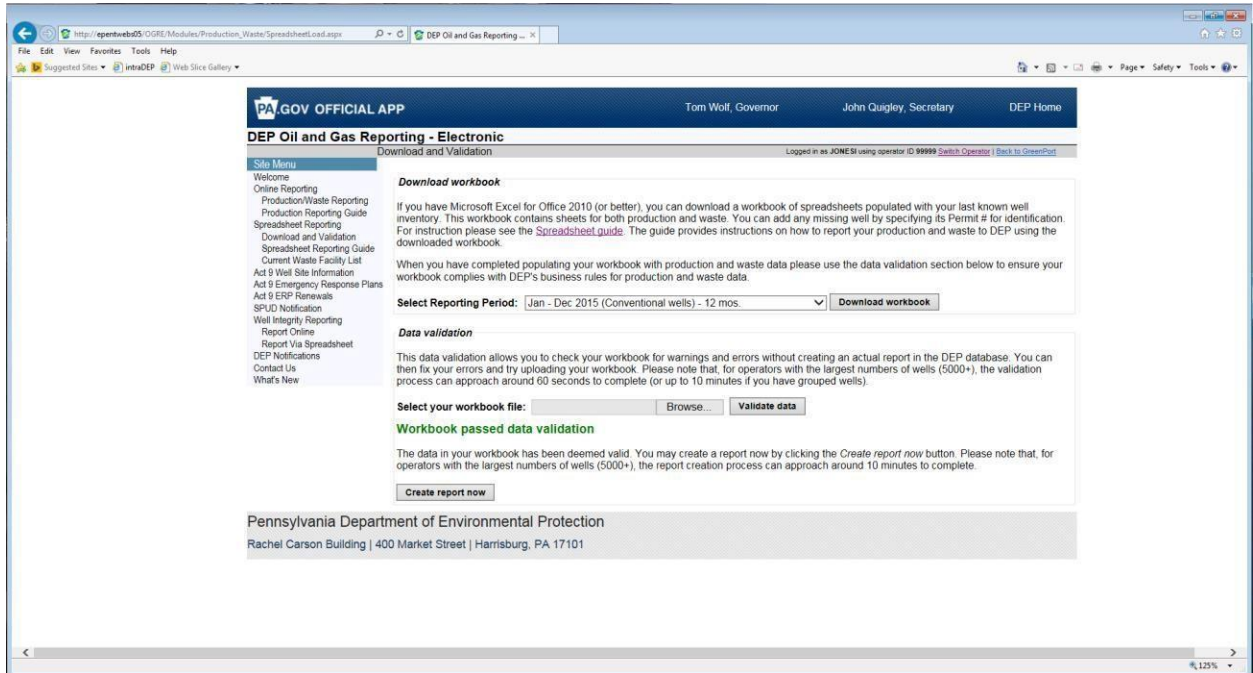 http://epentwebs05/OGRE/Modules/Production_Waste/SpreadsheetLoad.aspx
DEP Oil and Gas Reporting -...
File Edit View Favorites Tools Help
Suggested Sites intraDEP Web Slice Gallery
Page Safety Tools
PA.GOV OFFICIAL APP
Tom Wolf, Governor
John Quigley, Secretary
DEP Home
DEP Oil and Gas Reporting - Electronic
Download and Validation
Logged in as JONESI using operator ID 99999 Switch Operator | Back to GreenPort
Site Menu
Welcome
Online Reporting
Production/Waste Reporting
Production Reporting Guide
Spreadsheet Reporting
Download and Validation
Spreadsheet Reporting Guide
Current Waste Facility List
Act 9 Well Site Information
Act 9 Emergency Response Plans
Act 9 ERP Renewals
SPUD Notification
Well Integrity Reporting
Report Online
Report Via Spreadsheet
DEP Notifications
Contact Us
What's New
Download workbook
If you have Microsoft Excel for Office 2010 (or better), you can download a workbook of spreadsheets populated with your last known well
inventory. This workbook contains sheets for both production and waste. You can add any missing well by specifying its Permit # for identification.
For instruction please see the Spreadsheet guide. The guide provides instructions on how to report your production and waste to DEP using the
downloaded workbook.
When you have completed populating your workbook with production and waste data please use the data validation section below to ensure your
workbook complies with DEP's business rules for production and waste data.
Select Reporting Period: Jan - Dec 2015 (Conventional wells) - 12 mos. Download workbook
Data validation
This data validation allows you to check your workbook for warnings and errors without creating an actual report in the DEP database. You can
then fix your errors and try uploading your workbook. Please note that, for operators with the largest numbers of wells (5000+), the validation
process can approach around 60 seconds to complete (or up to 10 minutes if you have grouped wells).
Select your workbook file: Browse... Validate data
Workbook passed data validation
The data in your workbook has been deemed valid. You may create a report now by clicking the Create report now button. Please note that, for
operators with the largest numbers of wells (5000+), the report creation process can approach around 10 minutes to complete.
Create report now
Pennsylvania Department of Environmental Protection
Rachel Carson Building | 400 Market Street | Harrisburg, PA 17101
125%